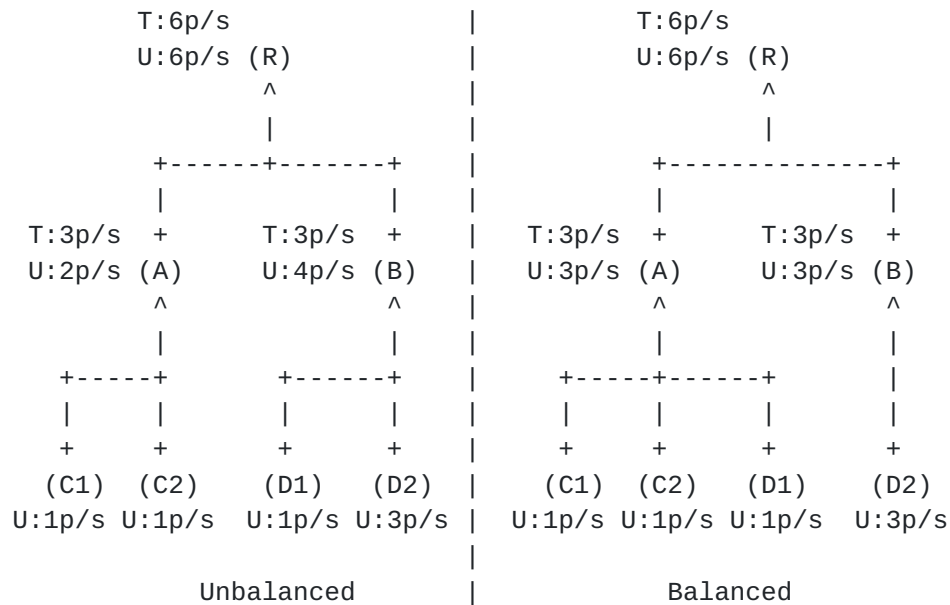 T:6p/s | T:6p/s
U:6p/s (R) | U:6p/s (R)
^ | ^
| | |
+------+-------+ | +--------------+
| | | | |
T:3p/s + T:3p/s + | T:3p/s + T:3p/s +
U:2p/s (A) U:4p/s (B) | U:3p/s (A) U:3p/s (B)
^ ^ | ^ ^
| | | | |
+-----+ +------+ | +-----+------+ |
| | | | | | | | |
+ + + + | + + + +
(C1) (C2) (D1) (D2) | (C1) (C2) (D1) (D2)
U:1p/s U:1p/s U:1p/s U:3p/s | U:1p/s U:1p/s U:1p/s U:3p/s
|
Unbalanced | Balanced